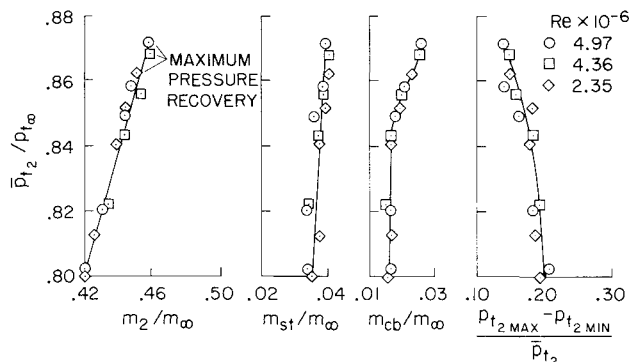 Re × 10⁻⁶
4.97
4.36
2.35
MAXIMUM
PRESSURE
RECOVERY
p̄t₂/pt∞
.88
.86
.84
.82
.80
.42 .46 .50
m₂/m∞
.02 .04
mst/m∞
.01 .03
mcb/m∞
.10 .20 .30
pt₂ MAX − pt₂ MIN
p̄t₂